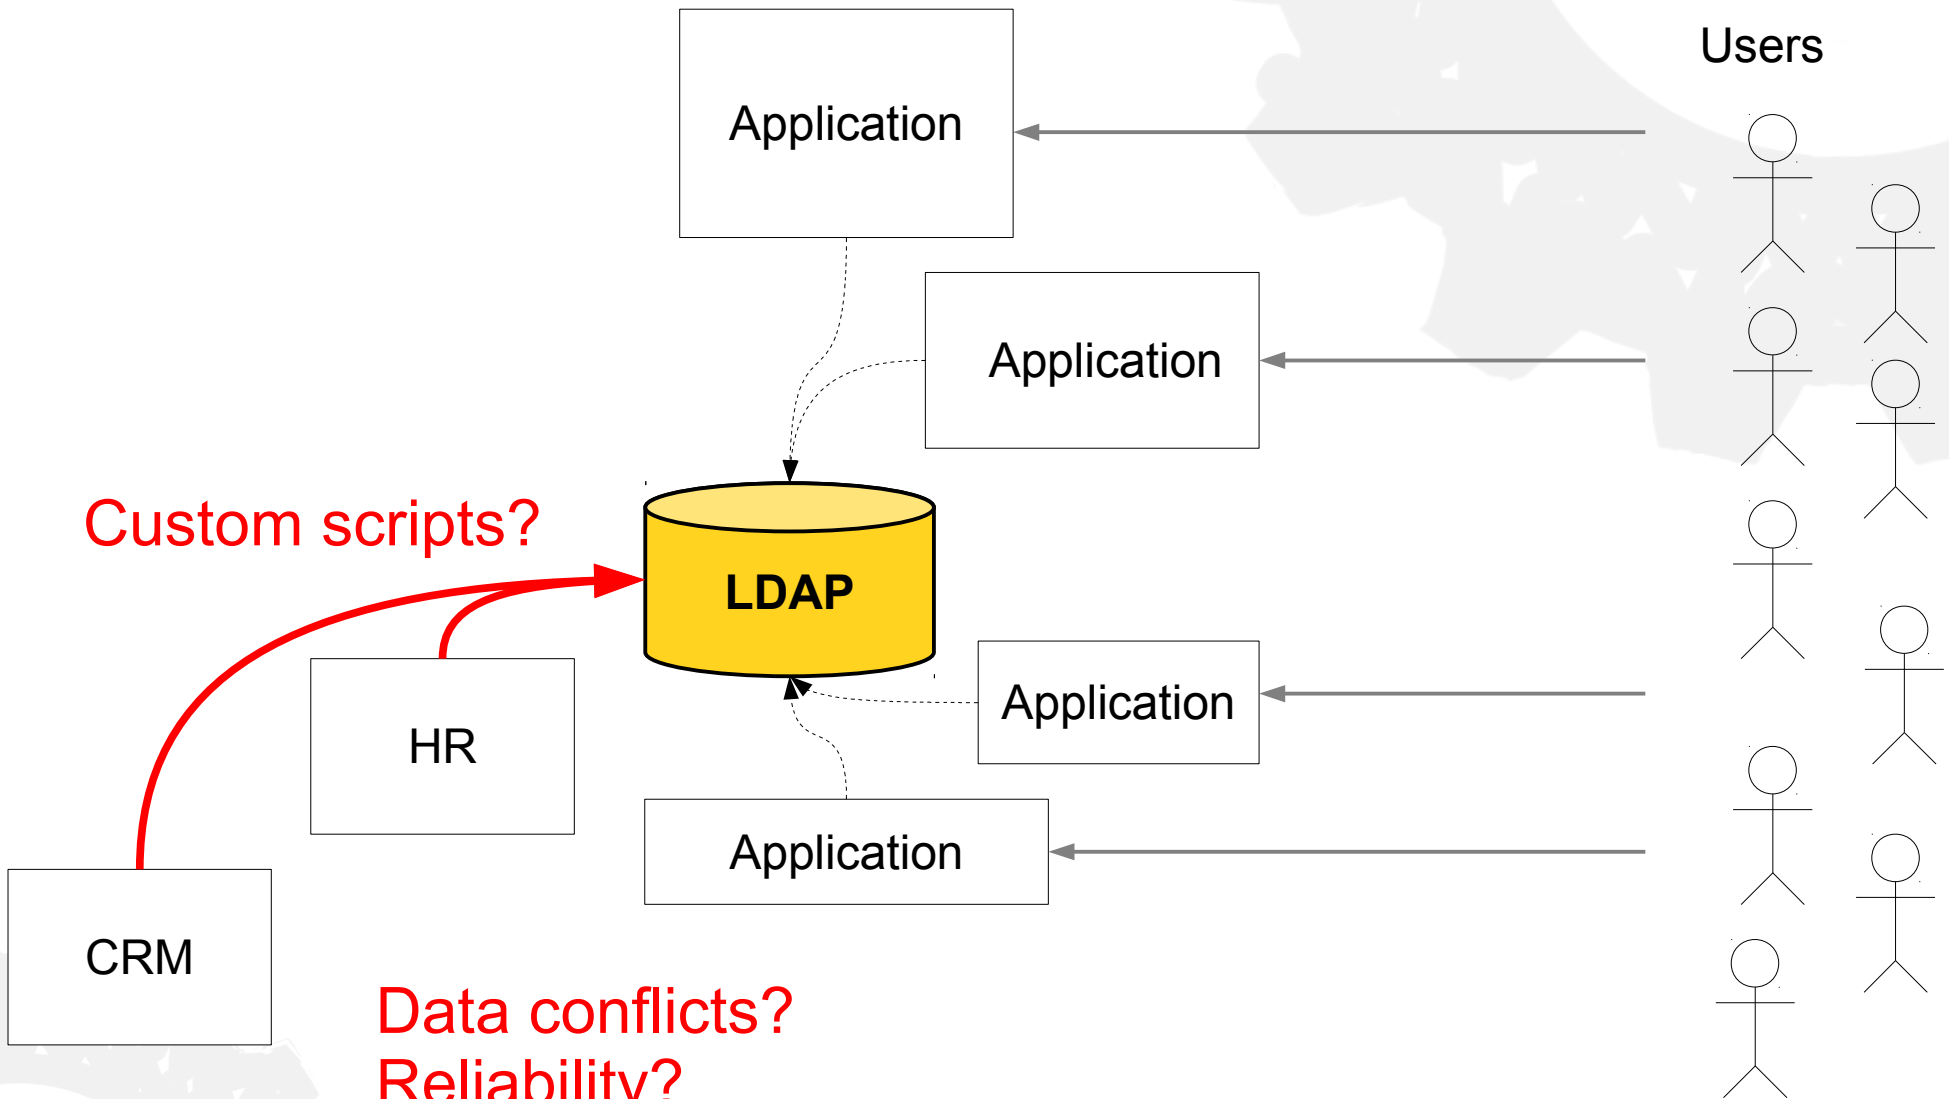 Users
Application
Application
Custom scripts?
LDAP
Application
HR
Application
CRM
Data conflicts?
Reliability?